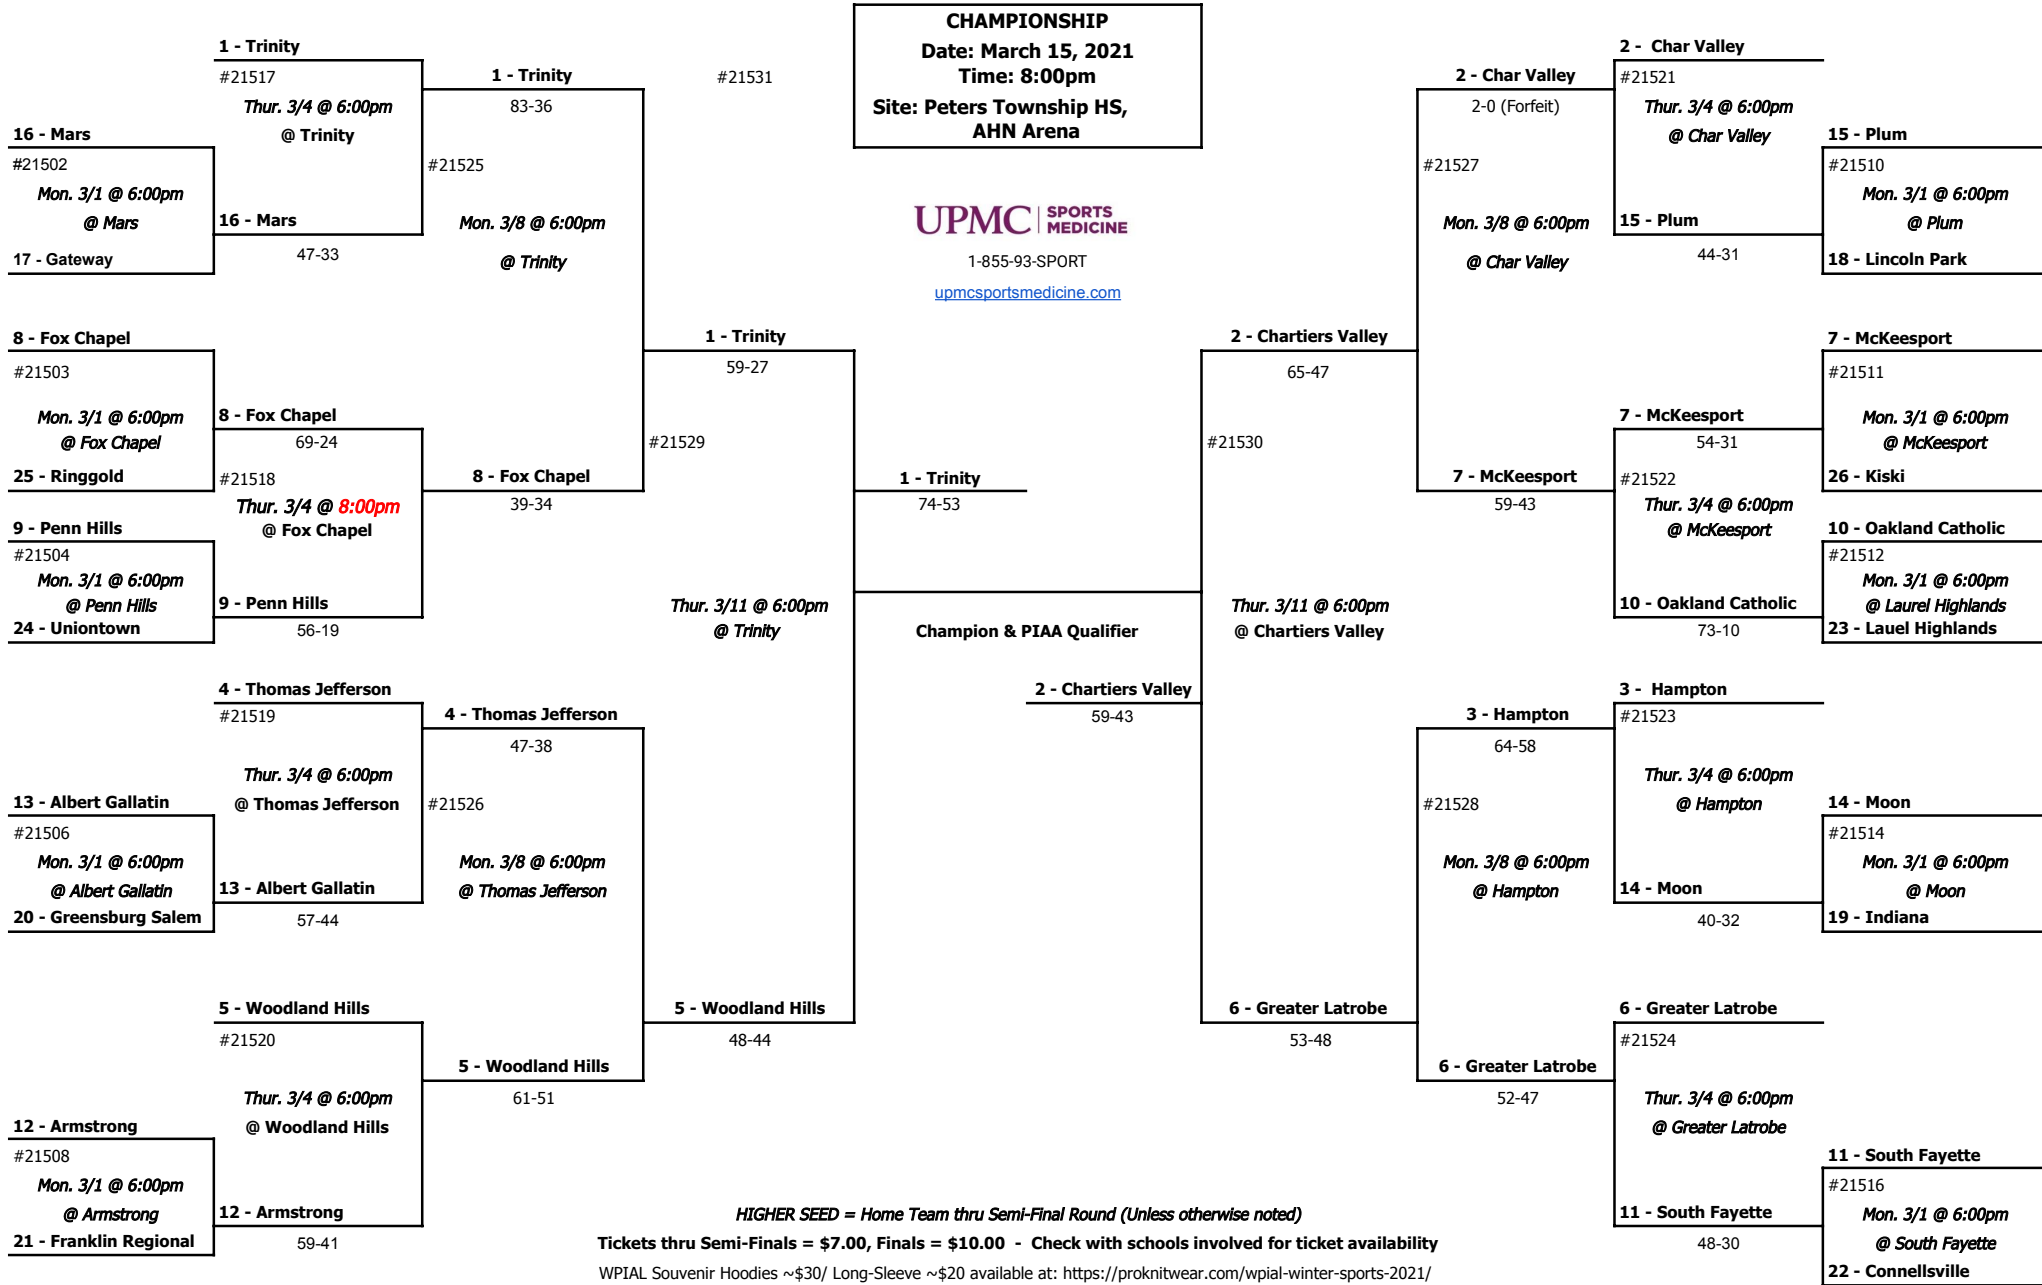 CHAMPIONSHIP
Date: March 15, 2021
Time: 8:00pm
Site: Peters Township HS,
AHN Arena
#21531
UPMC | SPORTS MEDICINE
1-855-93-SPORT
upmcsportsmedicine.com
16 - Mars
#21502
Mon. 3/1 @ 6:00pm
@ Mars
17 - Gateway
8 - Fox Chapel
#21503
Mon. 3/1 @ 6:00pm
@ Fox Chapel
25 - Ringgold
9 - Penn Hills
#21504
Mon. 3/1 @ 6:00pm
@ Penn Hills
24 - Uniontown
13 - Albert Gallatin
#21506
Mon. 3/1 @ 6:00pm
@ Albert Gallatin
20 - Greensburg Salem
12 - Armstrong
#21508
Mon. 3/1 @ 6:00pm
@ Armstrong
21 - Franklin Regional
1 - Trinity
#21517
Thur. 3/4 @ 6:00pm
@ Trinity
16 - Mars
47-33
8 - Fox Chapel
69-24
#21518
Thur. 3/4 @ 8:00pm
@ Fox Chapel
9 - Penn Hills
56-19
4 - Thomas Jefferson
#21519
Thur. 3/4 @ 6:00pm
@ Thomas Jefferson
13 - Albert Gallatin
57-44
5 - Woodland Hills
#21520
Thur. 3/4 @ 6:00pm
@ Woodland Hills
12 - Armstrong
59-41
1 - Trinity
83-36
#21525
Mon. 3/8 @ 6:00pm
@ Trinity
8 - Fox Chapel
39-34
4 - Thomas Jefferson
47-38
#21526
Mon. 3/8 @ 6:00pm
@ Thomas Jefferson
5 - Woodland Hills
61-51
1 - Trinity
59-27
#21529
Thur. 3/11 @ 6:00pm
@ Trinity
5 - Woodland Hills
48-44
1 - Trinity
74-53
Champion & PIAA Qualifier
2 - Chartiers Valley
59-43
2 - Chartiers Valley
65-47
#21530
Thur. 3/11 @ 6:00pm
@ Chartiers Valley
6 - Greater Latrobe
53-48
2 - Char Valley
2-0 (Forfeit)
#21527
Mon. 3/8 @ 6:00pm
@ Char Valley
7 - McKeesport
59-43
3 - Hampton
64-58
#21528
Mon. 3/8 @ 6:00pm
@ Hampton
6 - Greater Latrobe
52-47
2 - Char Valley
#21521
Thur. 3/4 @ 6:00pm
@ Char Valley
15 - Plum
44-31
7 - McKeesport
54-31
#21522
Thur. 3/4 @ 6:00pm
@ McKeesport
10 - Oakland Catholic
73-10
3 - Hampton
#21523
Thur. 3/4 @ 6:00pm
@ Hampton
14 - Moon
40-32
6 - Greater Latrobe
#21524
Thur. 3/4 @ 6:00pm
@ Greater Latrobe
11 - South Fayette
48-30
15 - Plum
#21510
Mon. 3/1 @ 6:00pm
@ Plum
18 - Lincoln Park
7 - McKeesport
#21511
Mon. 3/1 @ 6:00pm
@ McKeesport
26 - Kiski
10 - Oakland Catholic
#21512
Mon. 3/1 @ 6:00pm
@ Laurel Highlands
23 - Lauel Highlands
14 - Moon
#21514
Mon. 3/1 @ 6:00pm
@ Moon
19 - Indiana
11 - South Fayette
#21516
Mon. 3/1 @ 6:00pm
@ South Fayette
22 - Connellsville
HIGHER SEED = Home Team thru Semi-Final Round (Unless otherwise noted)
Tickets thru Semi-Finals = $7.00, Finals = $10.00 - Check with schools involved for ticket availability
WPIAL Souvenir Hoodies ~$30/ Long-Sleeve ~$20 available at: https://proknitwear.com/wpial-winter-sports-2021/